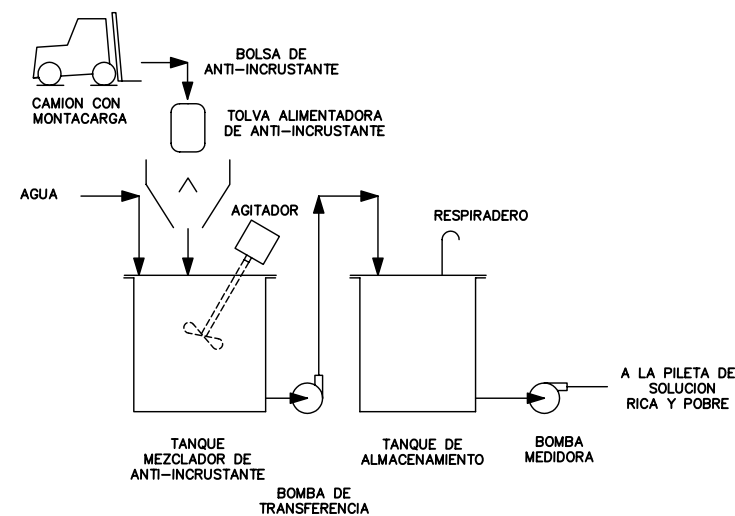 BOLSA DE
ANTI-INCRUSTANTE
CAMION CON
MONTACARGA
TOLVA ALIMENTADORA
DE ANTI-INCRUSTANTE
AGUA
AGITADOR
RESPIRADERO
A LA PILETA DE
SOLUCION
RICA Y POBRE
TANQUE
MEZCLADOR DE
ANTI-INCRUSTANTE
TANQUE DE
ALMACENAMIENTO
BOMBA
MEDIDORA
BOMBA DE
TRANSFERENCIA